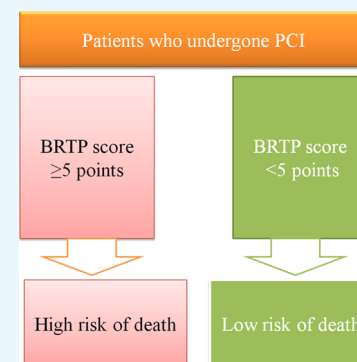 Patients who undergone PCI
BRTP score
≥5 points
BRTP score
<5 points
High risk of death
Low risk of death